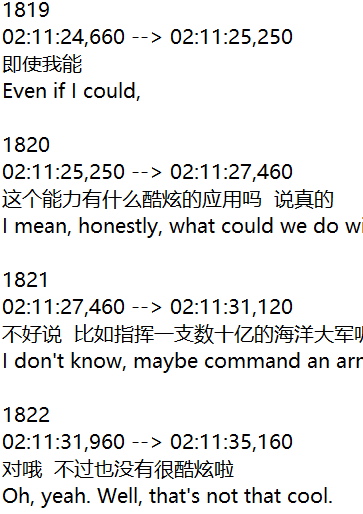 1819
02:11:24,660 --> 02:11:25,250
即使我能
Even if I could,
1820
02:11:25,250 --> 02:11:27,460
这个能力有什么酷炫的应用吗 说真的
I mean, honestly, what could we do
1821
02:11:27,460 --> 02:11:31,120
不好说 比如指挥一支数十亿的海洋大军
I don't know, maybe command an
1822
02:11:31,960 --> 02:11:35,160
对哦 不过也没有很酷炫啦
Oh, yeah. Well, that's not that cool.